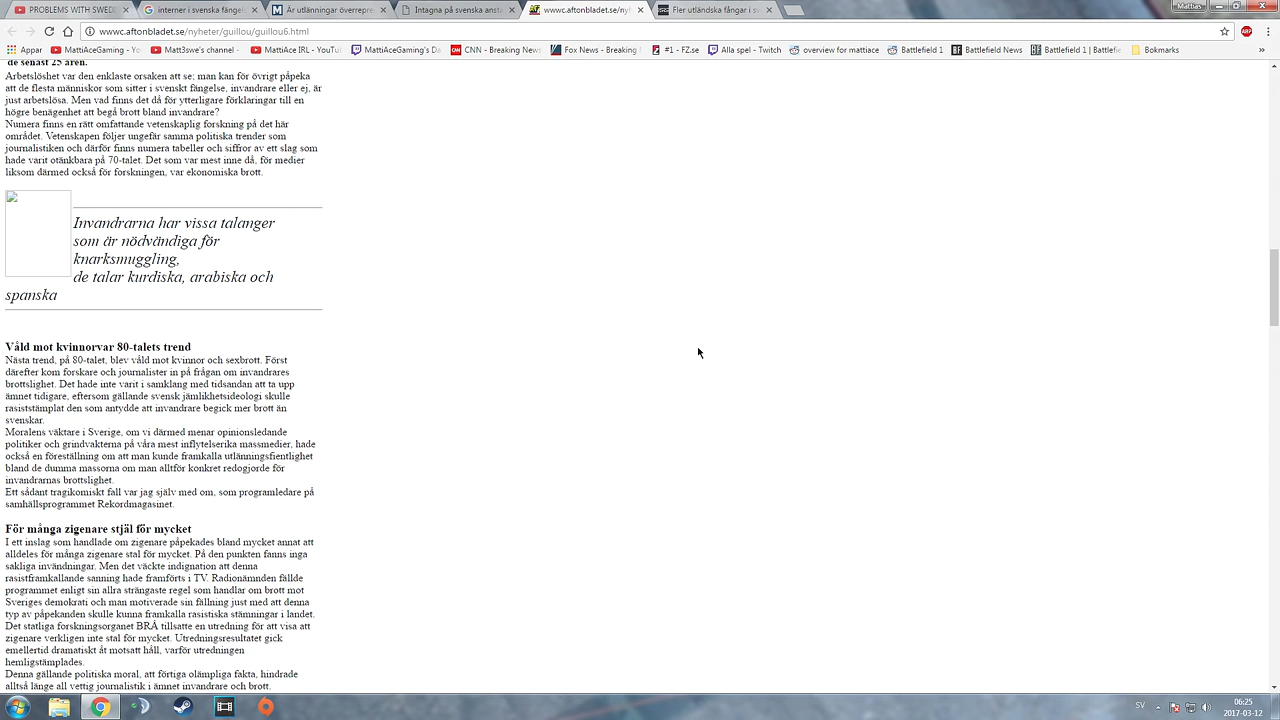 PROBLEMS WITH SWEDE
interner i svenska fängels
Är utlänningar överrepre
Intagna på svenska ansta
wwwc.aftonbladet.se/nyhe
Fler utländska fångar i sv
Mattias
wwwc.aftonbladet.se/nyheter/guillou/guillou6.html
Appar
MattiAceGaming - You
Matt3swe's channel -
MattiAce IRL - YouTu
MattiAceGaming's Da
CNN - Breaking News
Fox News - Breaking N
#1 - FZ.se
Alla spel - Twitch
overview for mattiace
Battlefield 1
Battlefield News
Battlefield 1 | Battlefie
Bokmärks
»
de senast 25 åren.
Arbetslöshet var den enklaste orsaken att se; man kan för övrigt påpeka
att de flesta människor som sitter i svenskt fängelse, invandrare eller ej, är
just arbetslösa. Men vad finns det då för ytterligare förklaringar till en
högre benägenhet att begå brott bland invandrare?
Numera finns en rätt omfattande vetenskaplig forskning på det här
området. Vetenskapen följer ungefär samma politiska trender som
journalistiken och därför finns numera tabeller och siffror av ett slag som
hade varit otänkbara på 70-talet. Det som var mest inne då, för medier
liksom därmed också för forskningen, var ekonomiska brott.
Invandrarna har vissa talanger
som är nödvändiga för
knarksmuggling,
de talar kurdiska, arabiska och
spanska
Våld mot kvinnorvar 80-talets trend
Nästa trend, på 80-talet, blev våld mot kvinnor och sexbrott. Först
därefter kom forskare och journalister in på frågan om invandrares
brottslighet. Det hade inte varit i samklang med tidsandan att ta upp
ämnet tidigare, eftersom gällande svensk jämlikhetsideologi skulle
rasiststämplat den som antydde att invandrare begick mer brott än
svenskar.
Moralens väktare i Sverige, om vi därmed menar opinionsledande
politiker och grindvakterna på våra mest inflytelserika massmedier, hade
också en föreställning om att man kunde framkalla utlänningsfientlighet
bland de dumma massorna om man alltför konkret redogjorde för
invandrarnas brottslighet.
Ett sådant tragikomiskt fall var jag själv med om, som programledare på
samhällsprogrammet Rekordmagasinet.
För många zigenare stjäl för mycket
I ett inslag som handlade om zigenare påpekades bland mycket annat att
alldeles för många zigenare stal för mycket. På den punkten fanns inga
sakliga invändningar. Men det väckte indignation att denna
rasistframkallande sanning hade framförts i TV. Radionämnden fällde
programmet enligt sin allra strängaste regel som handlar om brott mot
Sveriges demokrati och man motiverade sin fällning just med att denna
typ av påpekanden skulle kunna framkalla rasistiska stämningar i landet.
Det statliga forskningsorganet BRÅ tillsatte en utredning för att visa att
zigenare verkligen inte stal för mycket. Utredningsresultatet gick
emellertid dramatiskt åt motsatt håll, varför utredningen
hemligstämplades.
Denna gällande politiska moral, att förtiga olämpliga fakta, hindrade
alltså länge all vettig journalistik i ämnet invandrare och brott.
SV
06:25
2017-03-12